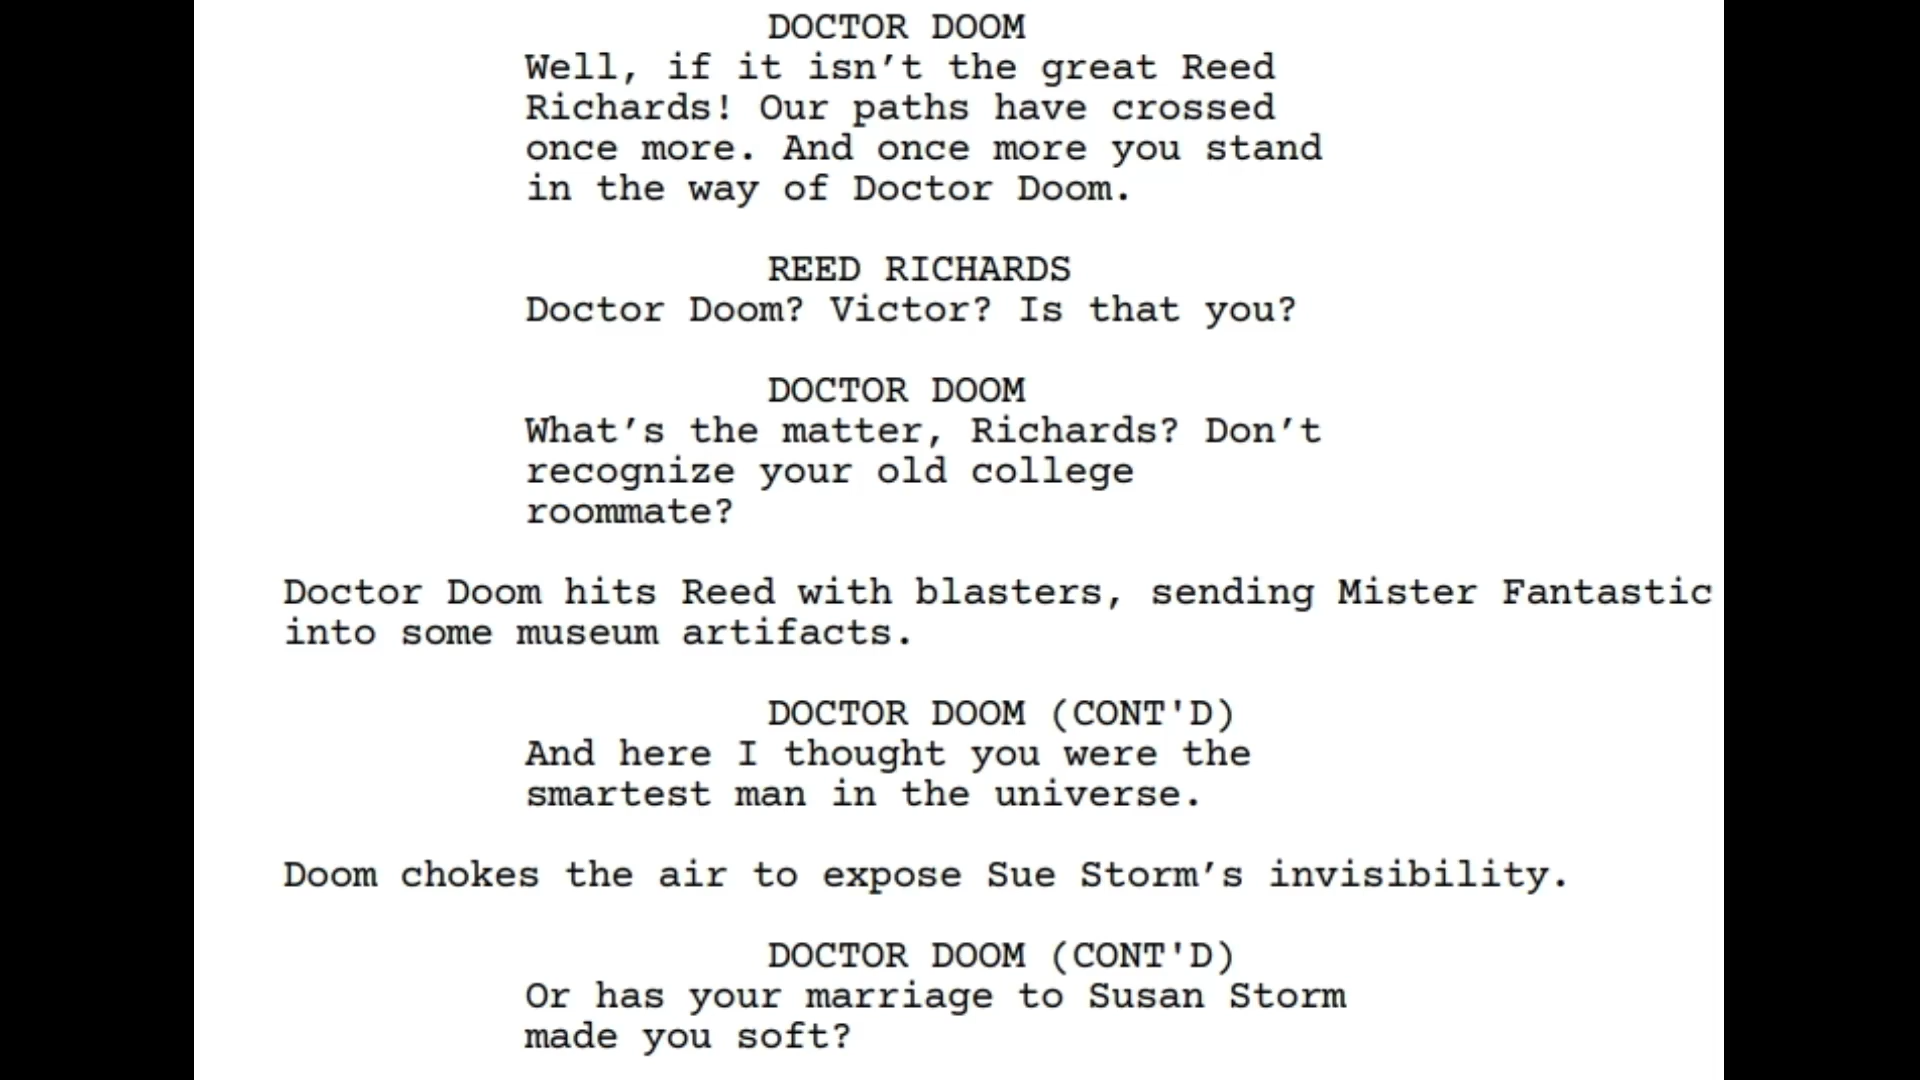 DOCTOR DOOM
Well, if it isn’t the great Reed
Richards! Our paths have crossed
once more. And once more you stand
in the way of Doctor Doom.
REED RICHARDS
Doctor Doom? Victor? Is that you?
DOCTOR DOOM
What’s the matter, Richards? Don’t
recognize your old college
roommate?
Doctor Doom hits Reed with blasters, sending Mister Fantastic
into some museum artifacts.
DOCTOR DOOM (CONT'D)
And here I thought you were the
smartest man in the universe.
Doom chokes the air to expose Sue Storm’s invisibility.
DOCTOR DOOM (CONT'D)
Or has your marriage to Susan Storm
made you soft?